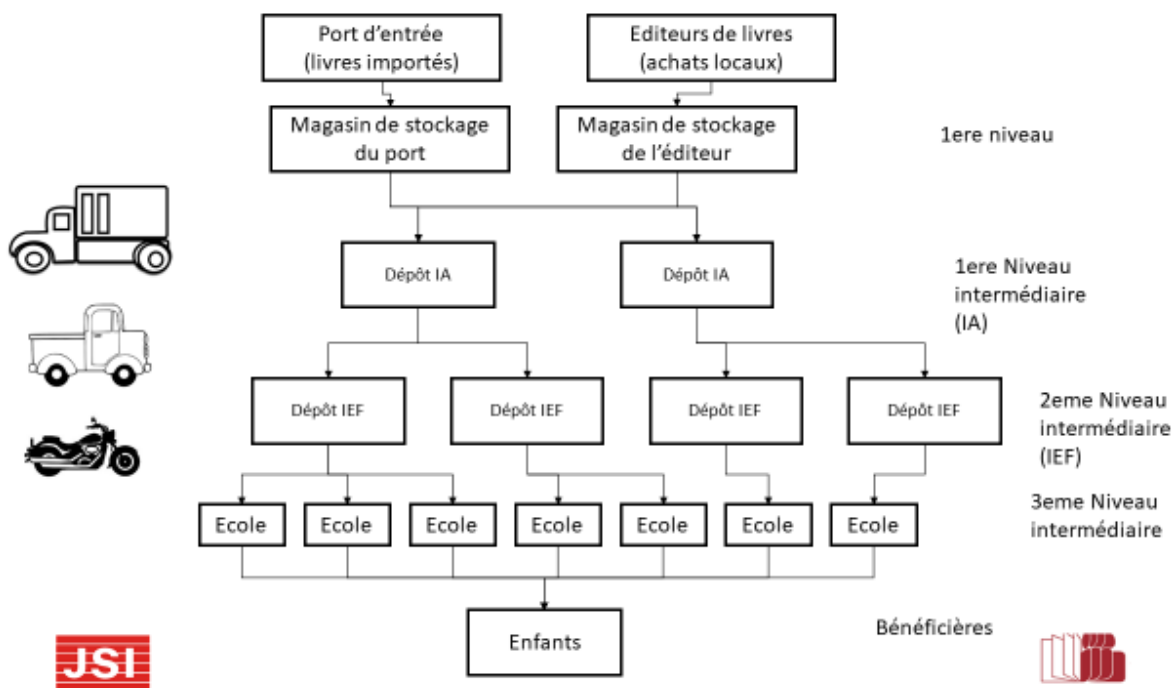 Port d'entrée
(livres importés)
Editeurs de livres
(achats locaux)
Magasin de stockage
du port
Magasin de stockage
de l'éditeur
1ere niveau
Dépôt IA
Dépôt IA
1ere Niveau
intermédiaire
(IA)
Dépôt IEF
Dépôt IEF
Dépôt IEF
Dépôt IEF
2eme Niveau
intermédiaire
(IEF)
Ecole
Ecole
Ecole
Ecole
Ecole
Ecole
Ecole
3eme Niveau
intermédiaire
Enfants
Bénéficières
JSI